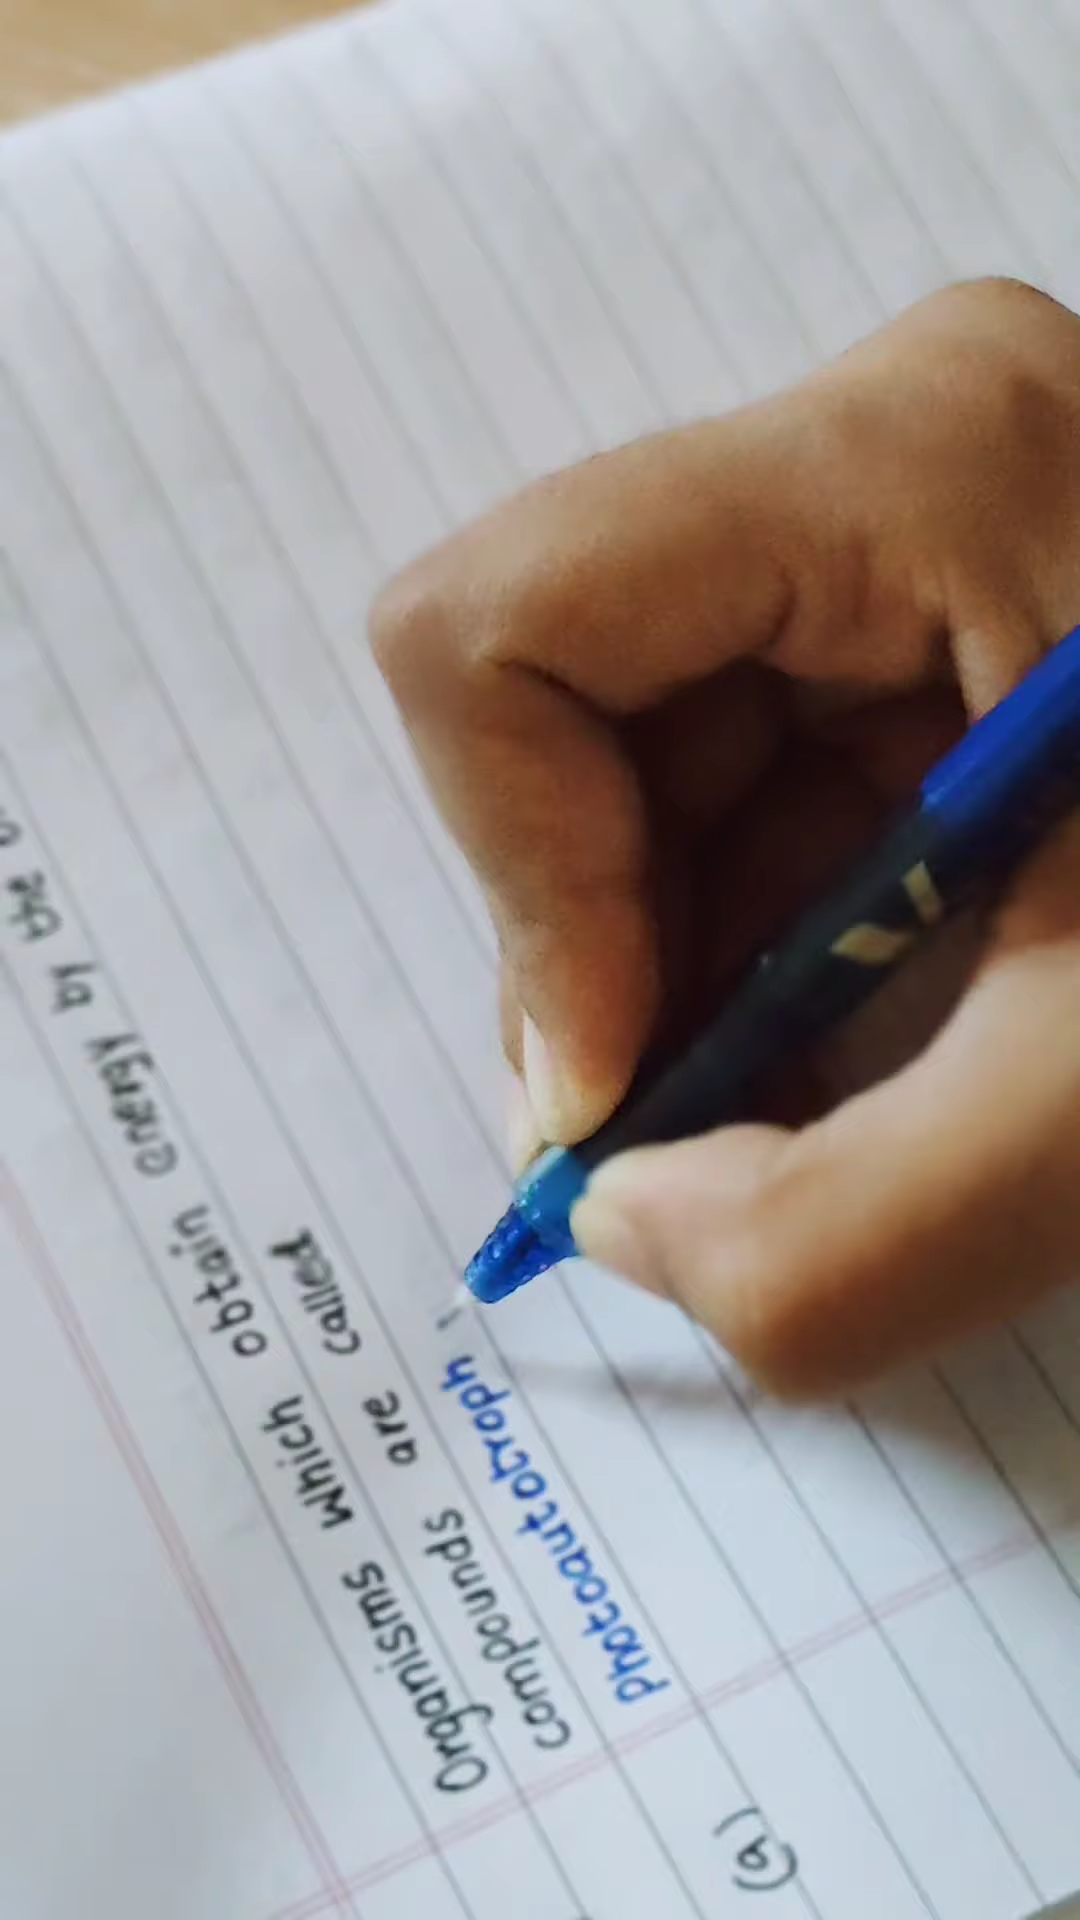 Organisms which obtain energy by the
compounds are called
(a) Photoautotroph